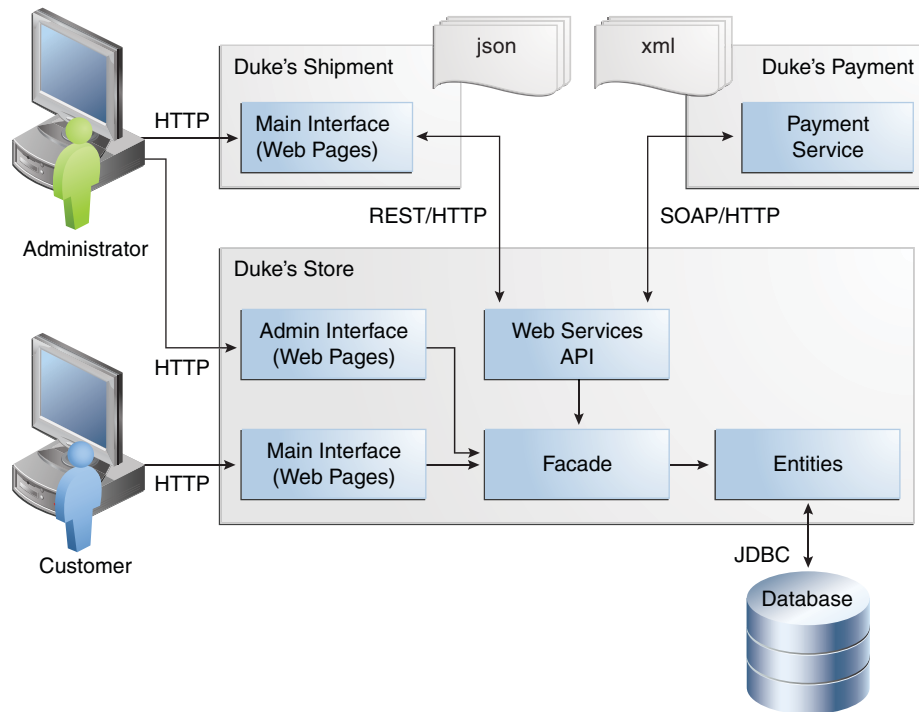 json
xml
Duke's Shipment
Duke's Payment
HTTP
Main Interface
(Web Pages)
Payment
Service
REST/HTTP
SOAP/HTTP
Administrator
Duke's Store
Admin Interface
(Web Pages)
Web Services
API
HTTP
Main Interface
(Web Pages)
Facade
Entities
HTTP
Customer
JDBC
Database